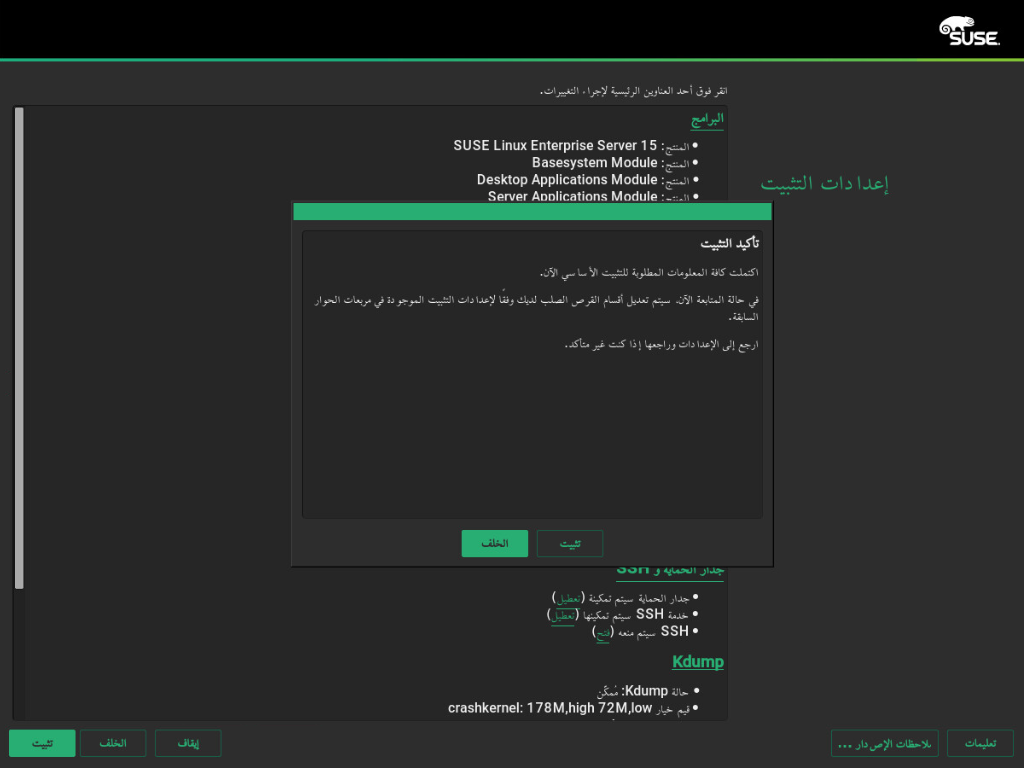 SUSE
انقر فوق أحد العناوين الرئيسية لإجراء التغييرات.
إعدادات التثبيت
البرامج
• المنتج: SUSE Linux Enterprise Server 15
• المنتج: Basesystem Module
• المنتج: Desktop Applications Module
• المنتج: Server Applications Module
تأكيد التثبيت
اكتملت كافة المعلومات المطلوبة للتثبيت الأساسي الآن.
في حالة المتابعة الآن. سيتم تعديل أقسام القرص الصلب لديك وفقًا لإعدادات التثبيت الموجودة في مربعات الحوار
السابقة.
ارجع إلى الإعدادات وراجعها إذا كنت غير متأكد.
تثبيت
الخلف
جدار الحماية و SSH
• جدار الحماية سيتم تمكينة (تعطيل)
• خدمة SSH سيتم تمكينها (تعطيل)
• SSH سيتم منعه (فتح)
Kdump
• حالة Kdump: مُمكّن
• قيم خيار crashkernel: 178M,high 72M,low
تعليمات
ملاحظات الإصدار ...
إيقاف
الخلف
تثبيت